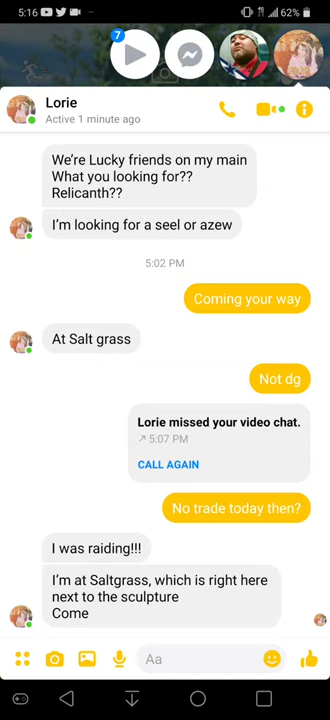 5:16
62%
7
Lorie
Active 1 minute ago
We're Lucky friends on my main
What you looking for??
Relicanth??
I'm looking for a seel or azew
5:02 PM
Coming your way
At Salt grass
Not dg
Lorie missed your video chat.
5:07 PM
CALL AGAIN
No trade today then?
I was raiding!!!
I'm at Saltgrass, which is right here
next to the sculpture
Come
Aa